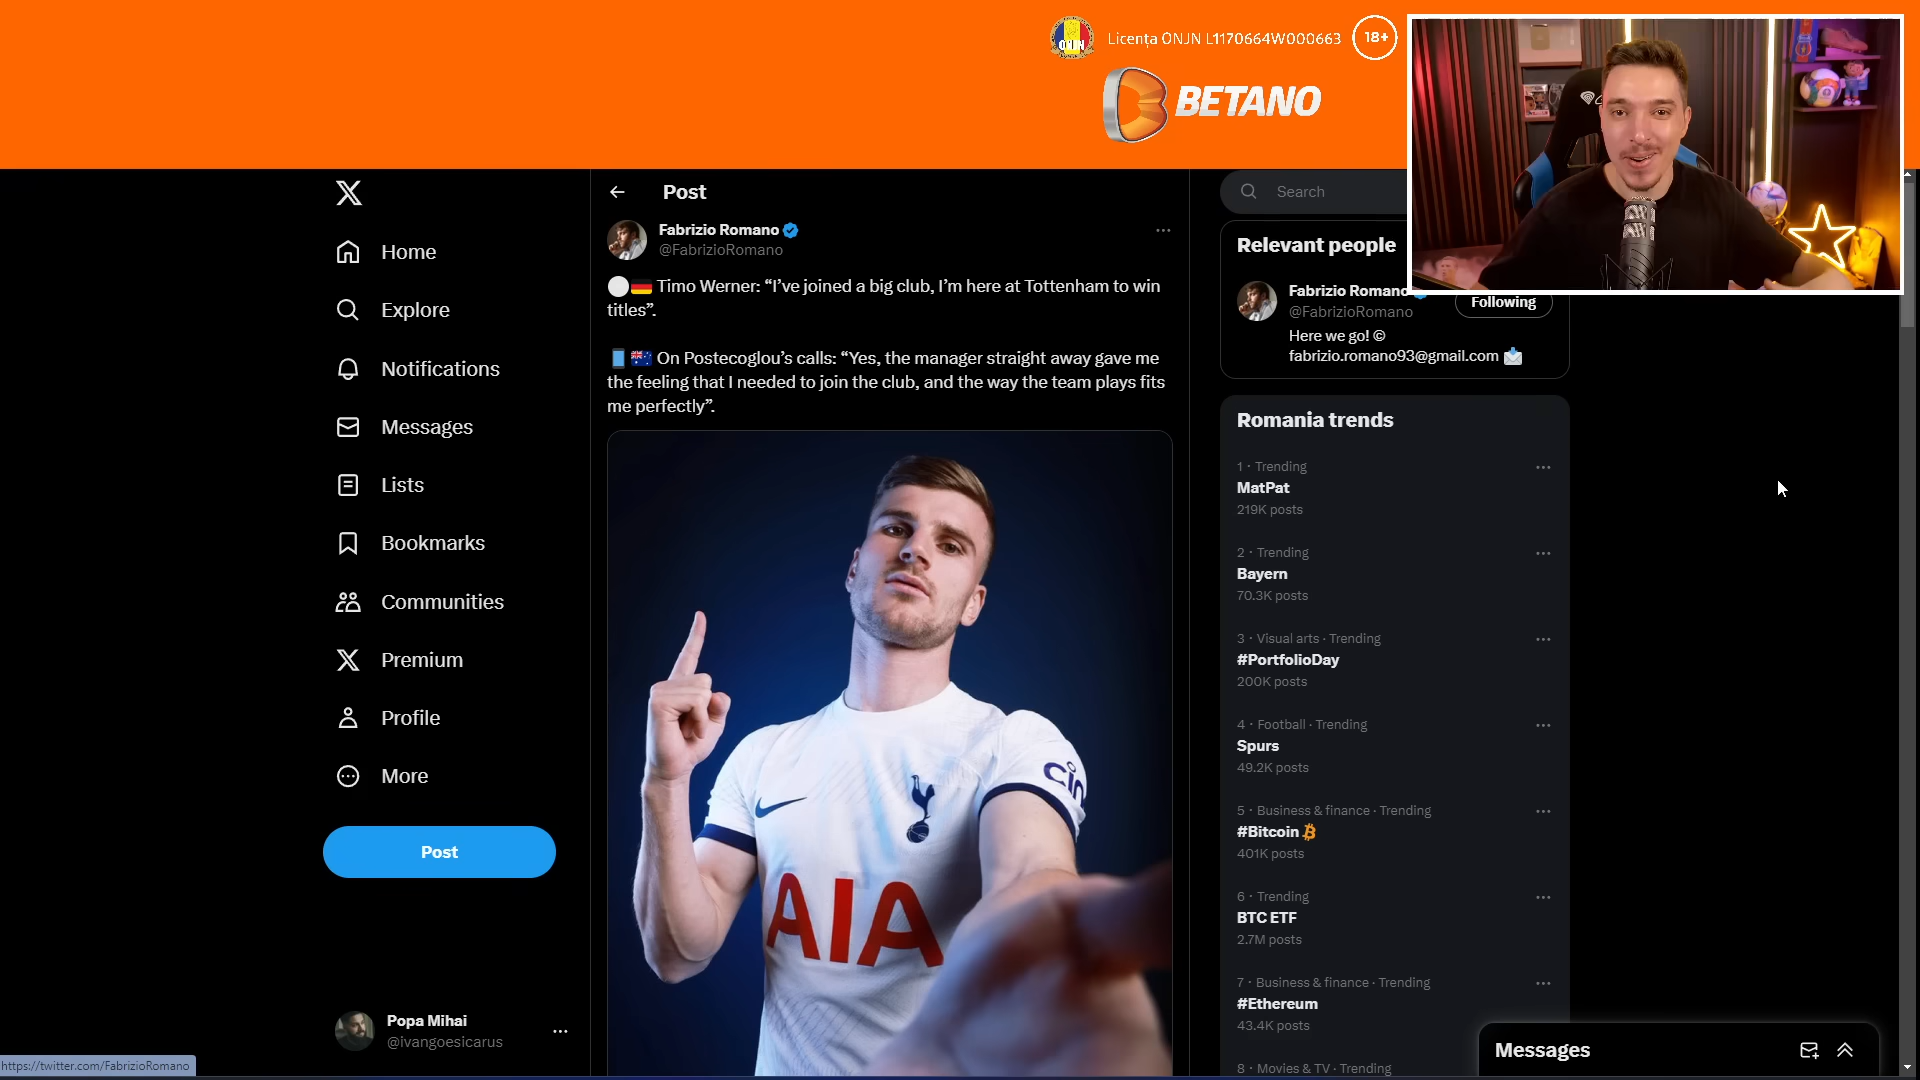 ONJN
Licența ONJN L1170664W000663
18+
BETANO
Post
Search
Home
Explore
Notifications
Messages
Lists
Bookmarks
Communities
Premium
Profile
More
Post
Popa Mihai
@ivangoesicarus
https://twitter.com/FabrizioRomano
Fabrizio Romano
@FabrizioRomano
Timo Werner: “I’ve joined a big club, I’m here at Tottenham to win
titles”.
On Postecoglou’s calls: “Yes, the manager straight away gave me
the feeling that I needed to join the club, and the way the team plays fits
me perfectly”.
cin
AIA
Relevant people
Fabrizio Romano
@FabrizioRomano
Following
Here we go! ©
fabrizio.romano93@gmail.com
Romania trends
1 · Trending
MatPat
219K posts
2 · Trending
Bayern
70.3K posts
3 · Visual arts · Trending
#PortfolioDay
200K posts
4 · Football · Trending
Spurs
49.2K posts
5 · Business & finance · Trending
#Bitcoin
401K posts
6 · Trending
BTC ETF
2.7M posts
7 · Business & finance · Trending
#Ethereum
43.4K posts
8 · Movies & TV · Trending
Messages